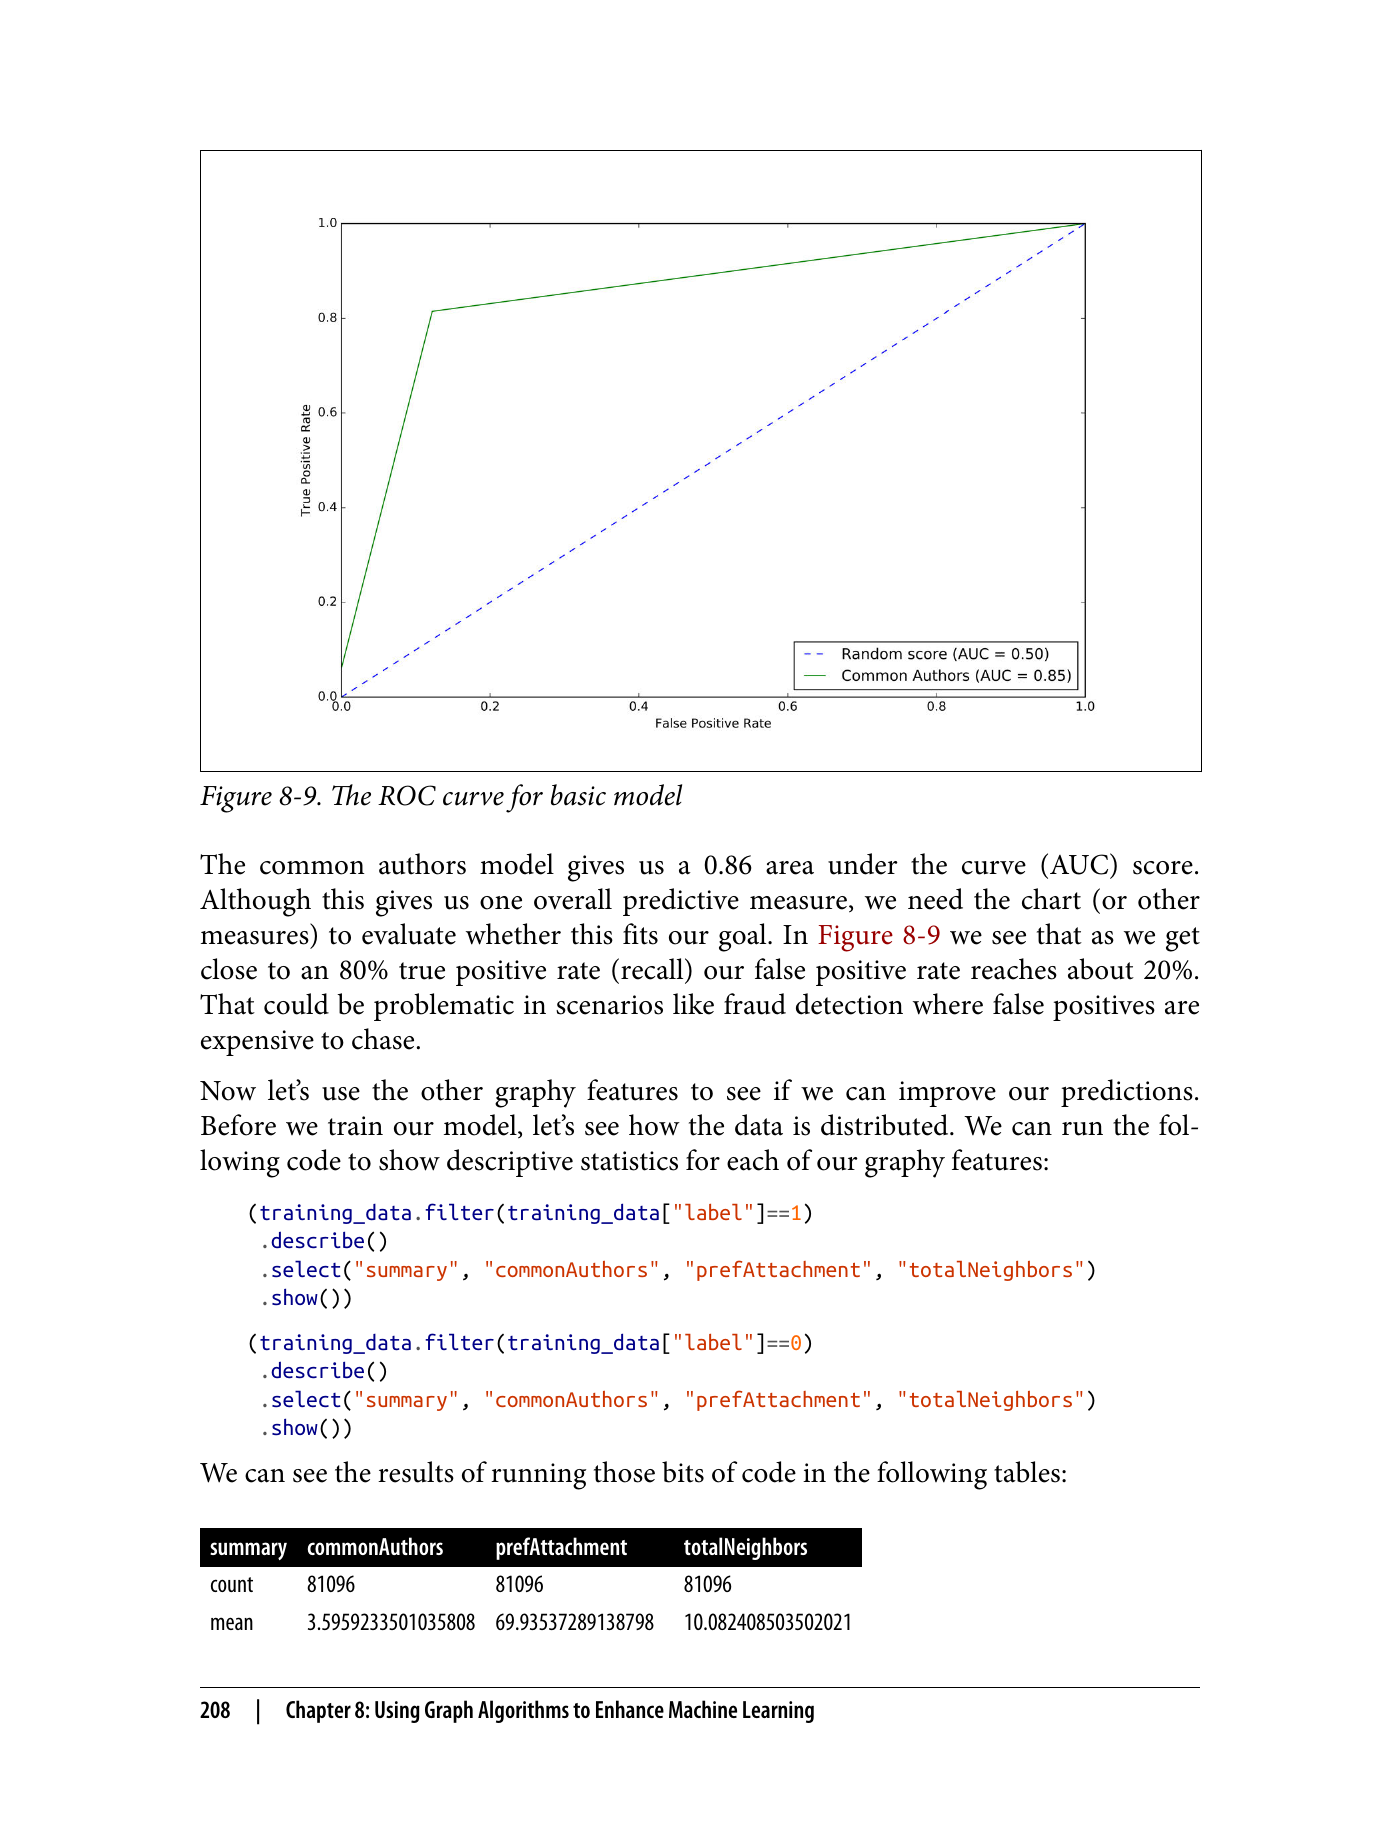 1.0
0.8
0.6
0.4
0.2
0.0
True Positive Rate
Random score (AUC = 0.50)
Common Authors (AUC = 0.85)
0.0 0.2 0.4 0.6 0.8 1.0
False Positive Rate
Figure 8-9. The ROC curve for basic model
The common authors model gives us a 0.86 area under the curve (AUC) score.
Although this gives us one overall predictive measure, we need the chart (or other
measures) to evaluate whether this fits our goal. In Figure 8-9 we see that as we get
close to an 80% true positive rate (recall) our false positive rate reaches about 20%.
That could be problematic in scenarios like fraud detection where false positives are
expensive to chase.
Now let’s use the other graphy features to see if we can improve our predictions.
Before we train our model, let’s see how the data is distributed. We can run the fol-
lowing code to show descriptive statistics for each of our graphy features:
(training_data.filter(training_data["label"]==1)
.describe()
.select("summary", "commonAuthors", "prefAttachment", "totalNeighbors")
.show())
(training_data.filter(training_data["label"]==0)
.describe()
.select("summary", "commonAuthors", "prefAttachment", "totalNeighbors")
.show())
We can see the results of running those bits of code in the following tables:
summary commonAuthors prefAttachment totalNeighbors
count 81096 81096 81096
mean 3.5959233501035808 69.93537289138798 10.082408503502021
208 | Chapter 8: Using Graph Algorithms to Enhance Machine Learning